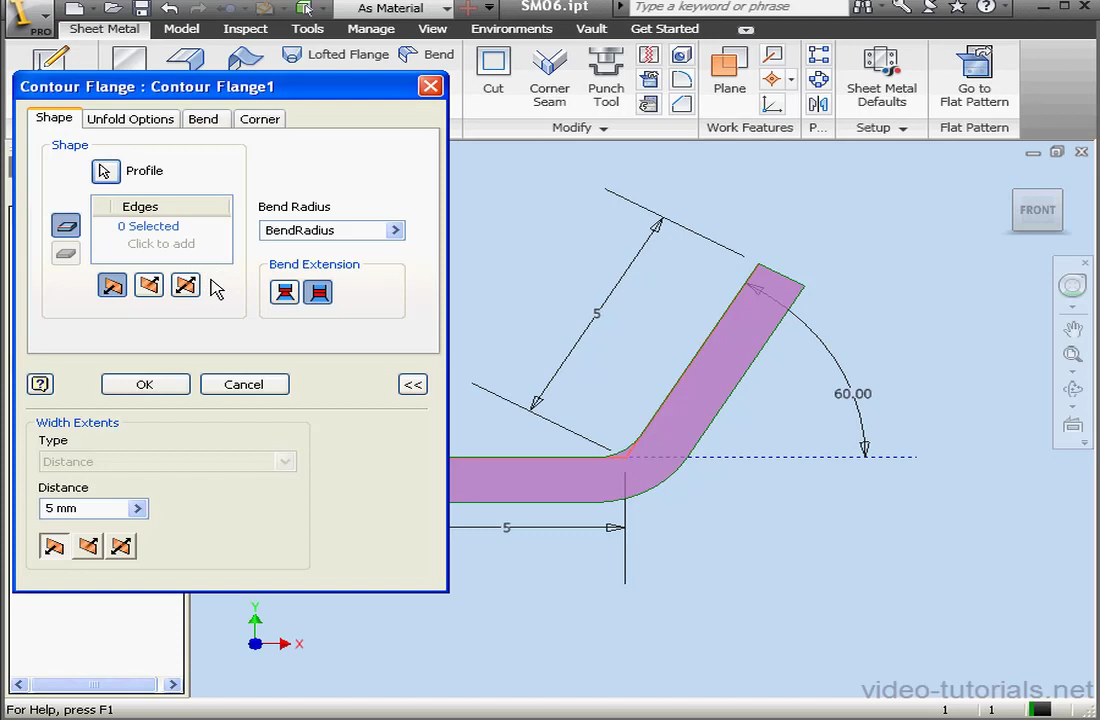 As Material
SM06.ipt
Type a keyword or phrase
PRO
Sheet Metal
Model
Inspect
Tools
Manage
View
Environments
Vault
Get Started
Lofted Flange
Bend
Cut
Corner Seam
Punch Tool
Plane
Sheet Metal Defaults
Go to Flat Pattern
Modify
Work Features
P...
Setup
Flat Pattern
Contour Flange : Contour Flange1
Shape
Unfold Options
Bend
Corner
Shape
Profile
Edges
0 Selected
Click to add
Bend Radius
BendRadius
Bend Extension
OK
Cancel
<<
Width Extents
Type
Distance
Distance
5 mm
FRONT
5
60.00
5
Y
X
video-tutorials.net
For Help, press F1
1
1